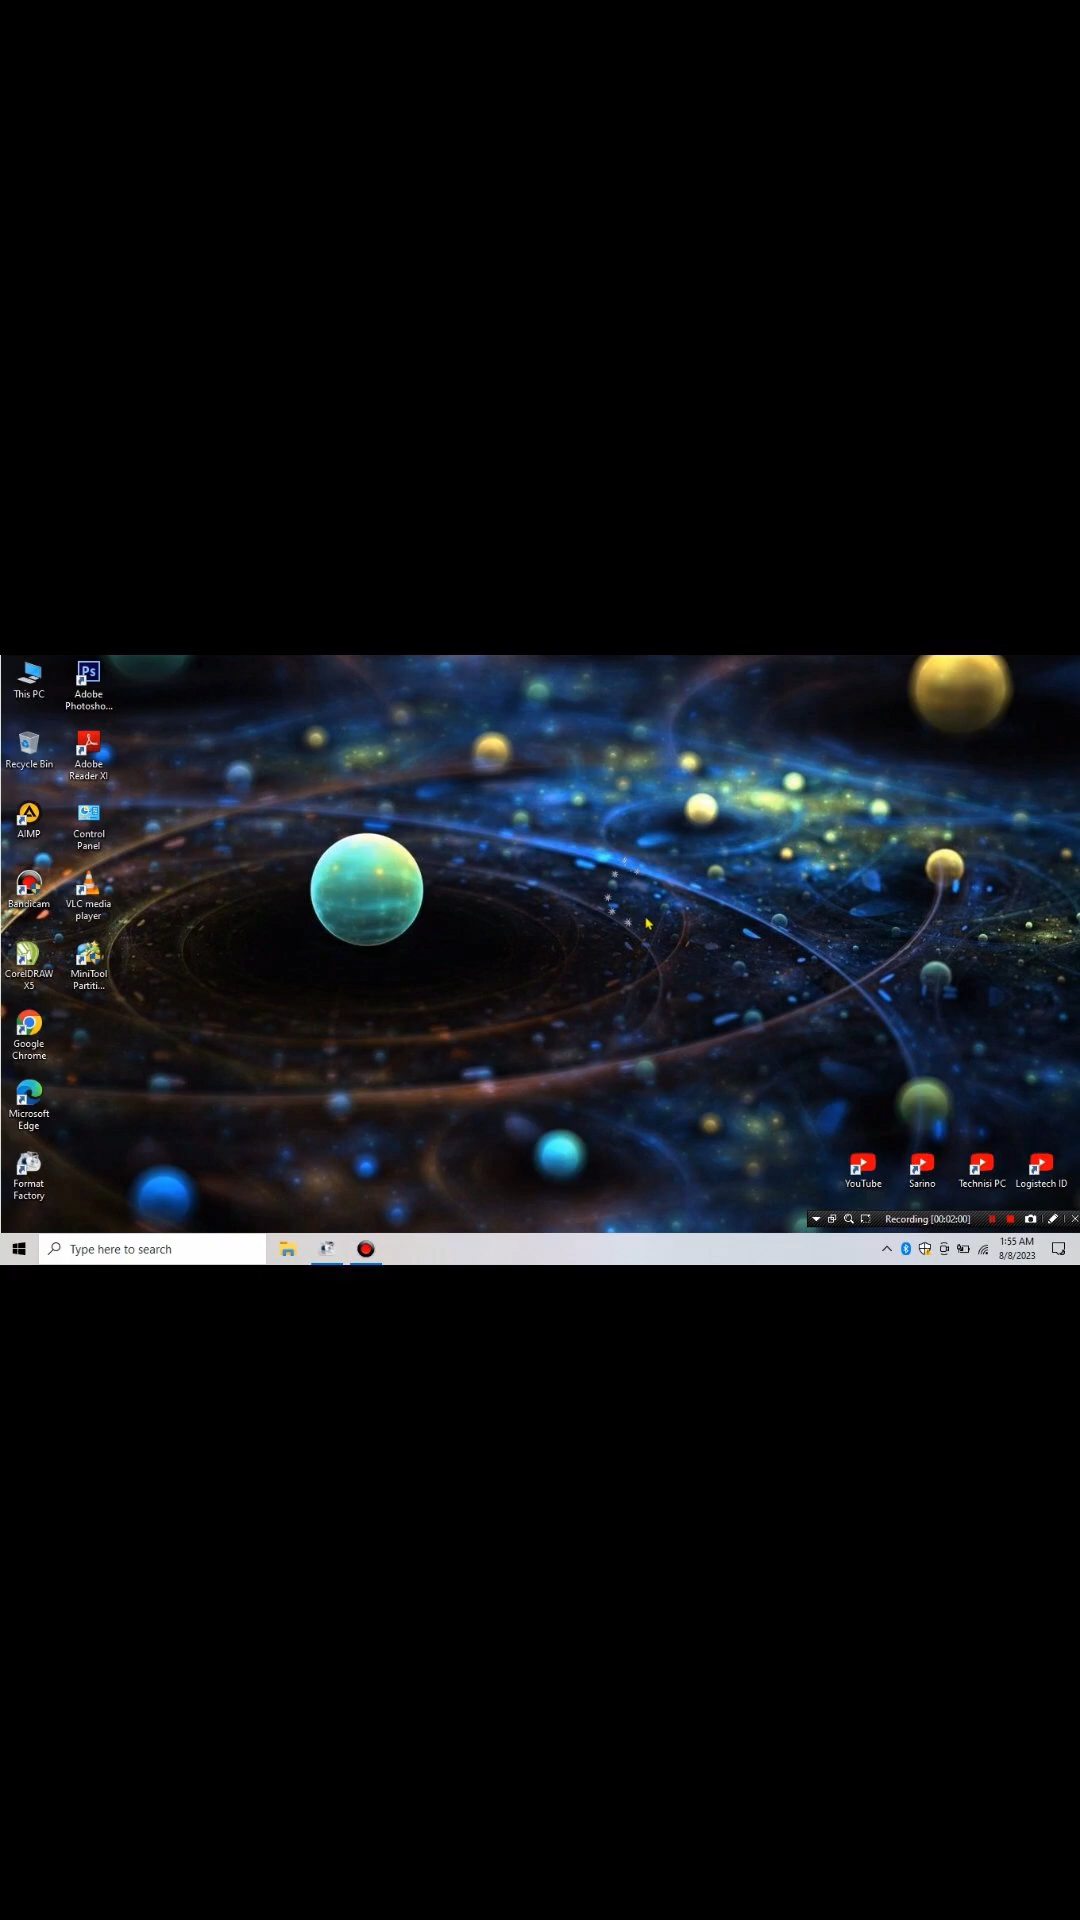 This PC
Ps
Adobe
Photosho...
Recycle Bin
Adobe
Reader XI
AIMP
Control
Panel
Bandicam
VLC media
player
CorelDRAW
X5
MiniTool
Partiti...
Google
Chrome
Microsoft
Edge
Format
Factory
YouTube
Sarino
Technisi PC
Logistech ID
Recording [00:02:00]
Type here to search
1:55 AM
8/8/2023